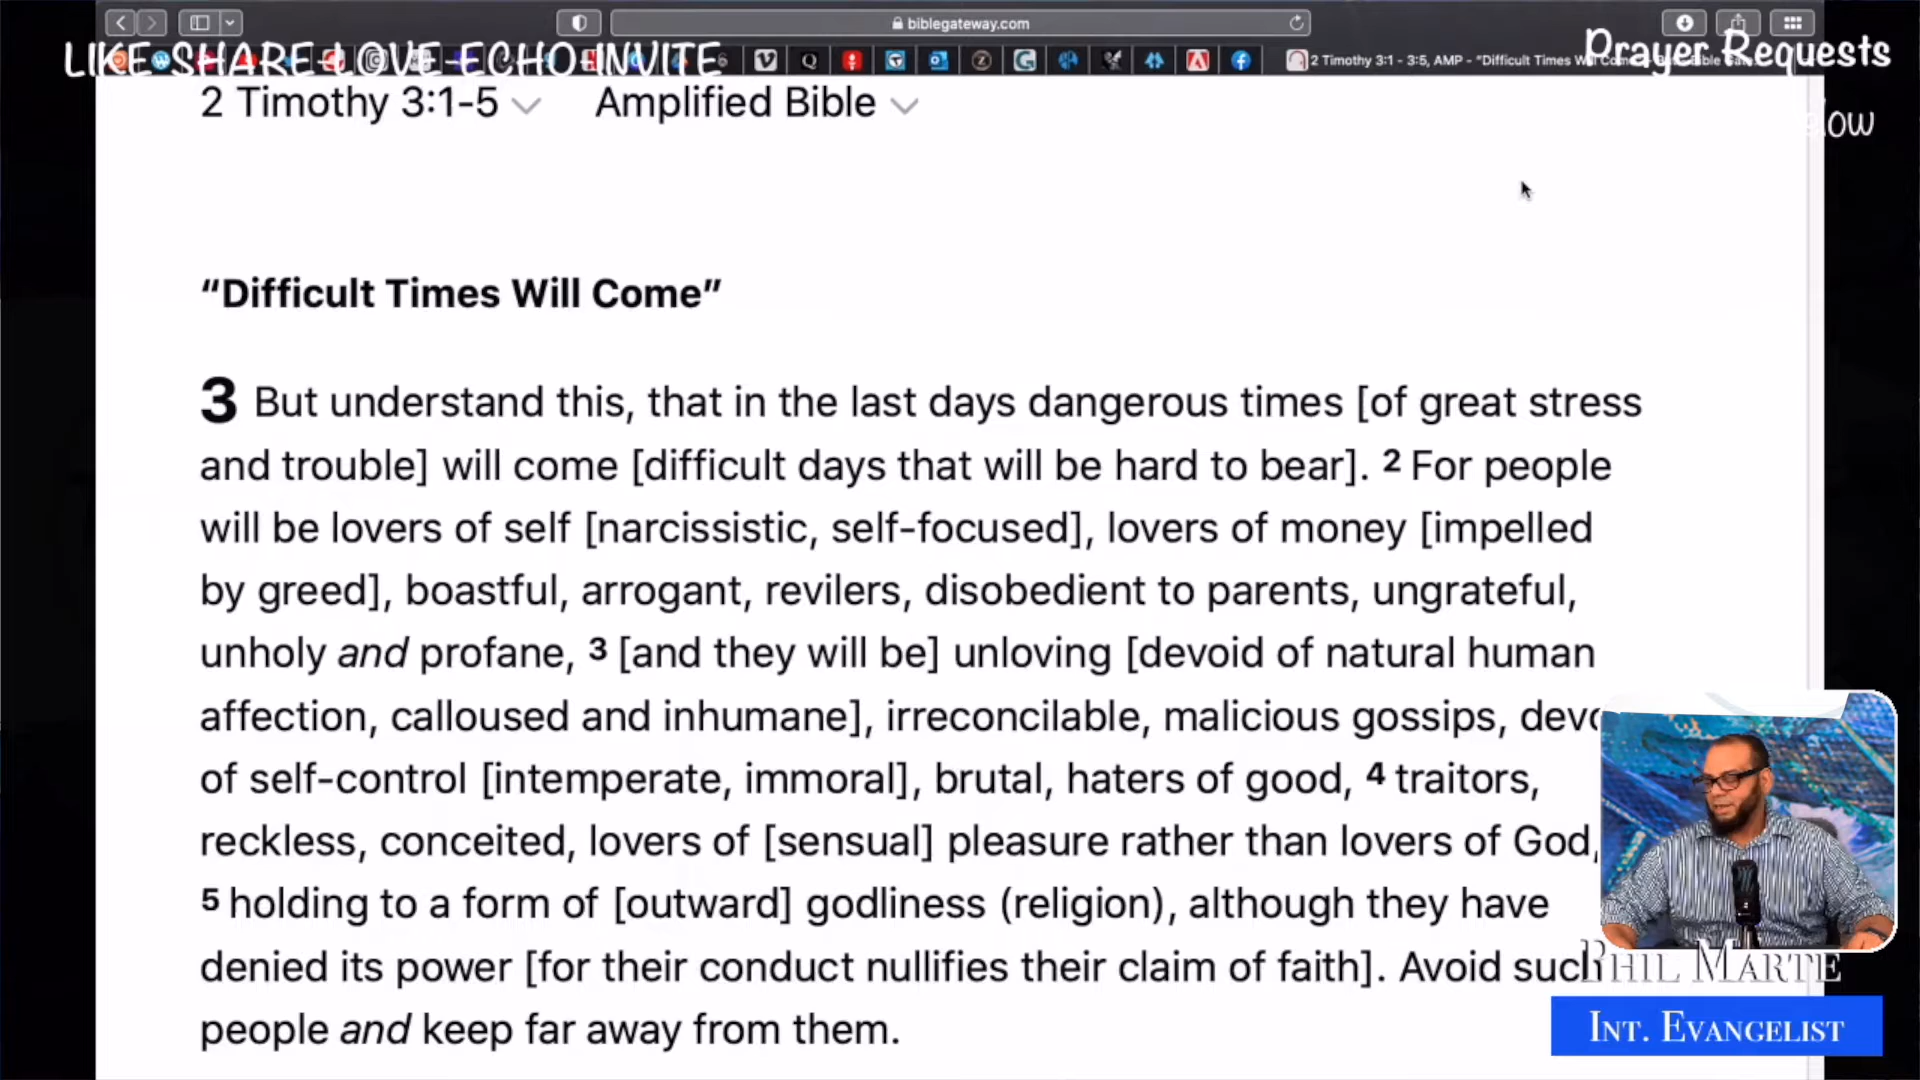 biblegateway.com
LIKE-SHARE-LOVE-ECHO-INVITE
Prayer Requests
2 Timothy 3:1 - 3:5, AMP - "Difficult Times W
2 Timothy 3:1-5
Amplified Bible
low
“Difficult Times Will Come”
3 But understand this, that in the last days dangerous times [of great stress
and trouble] will come [difficult days that will be hard to bear]. 2 For people
will be lovers of self [narcissistic, self-focused], lovers of money [impelled
by greed], boastful, arrogant, revilers, disobedient to parents, ungrateful,
unholy and profane, 3 [and they will be] unloving [devoid of natural human
affection, calloused and inhumane], irreconcilable, malicious gossips, devo
of self-control [intemperate, immoral], brutal, haters of good, 4 traitors,
reckless, conceited, lovers of [sensual] pleasure rather than lovers of God,
5 holding to a form of [outward] godliness (religion), although they have
denied its power [for their conduct nullifies their claim of faith]. Avoid such
people and keep far away from them.
PHIL MARTE
INT. EVANGELIST